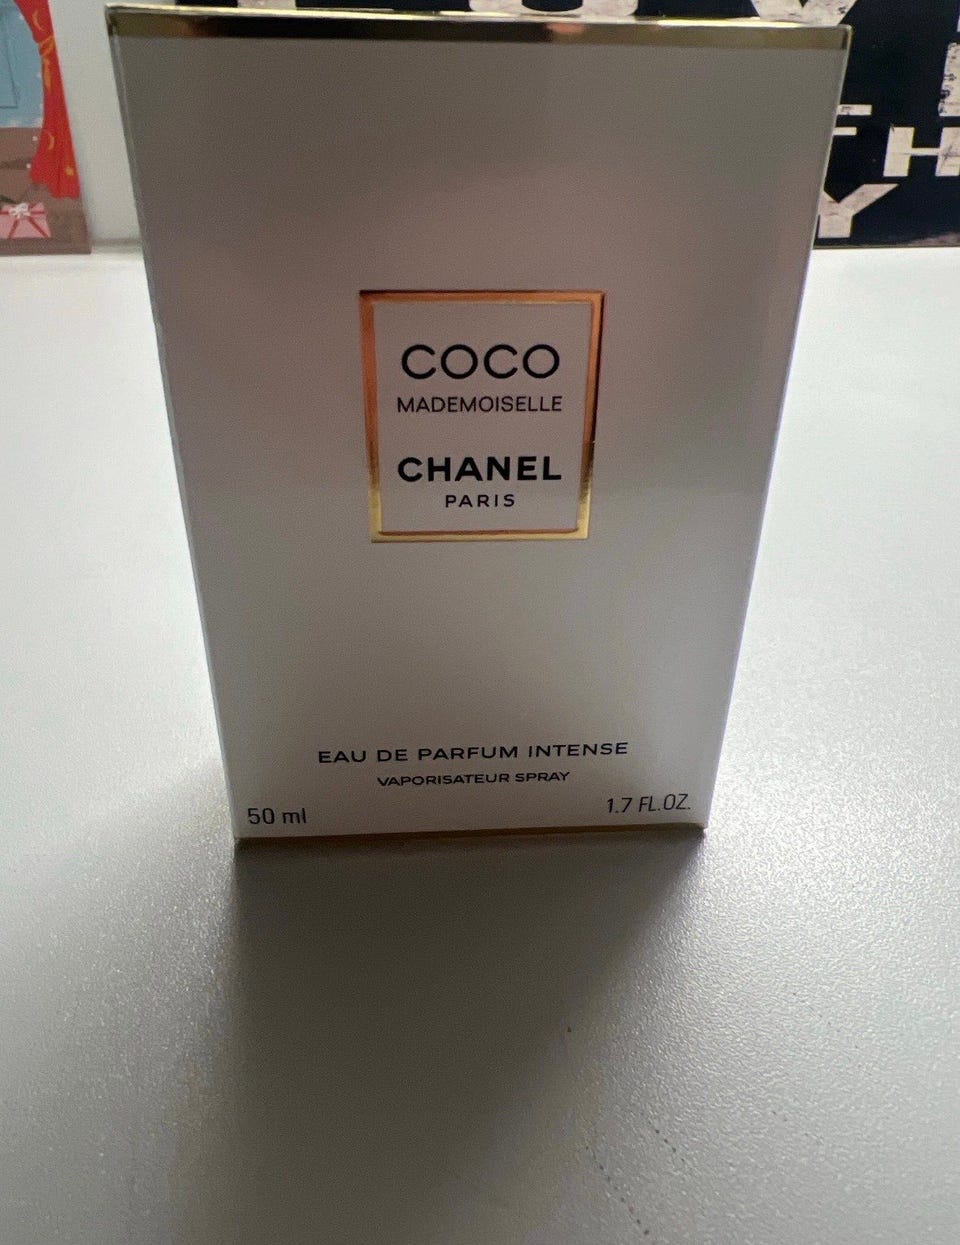 COCO
MADEMOISELLE
CHANEL
PARIS
EAU DE PARFUM INTENSE
VAPORISATEUR SPRAY
50 ml
1.7 FL.OZ.